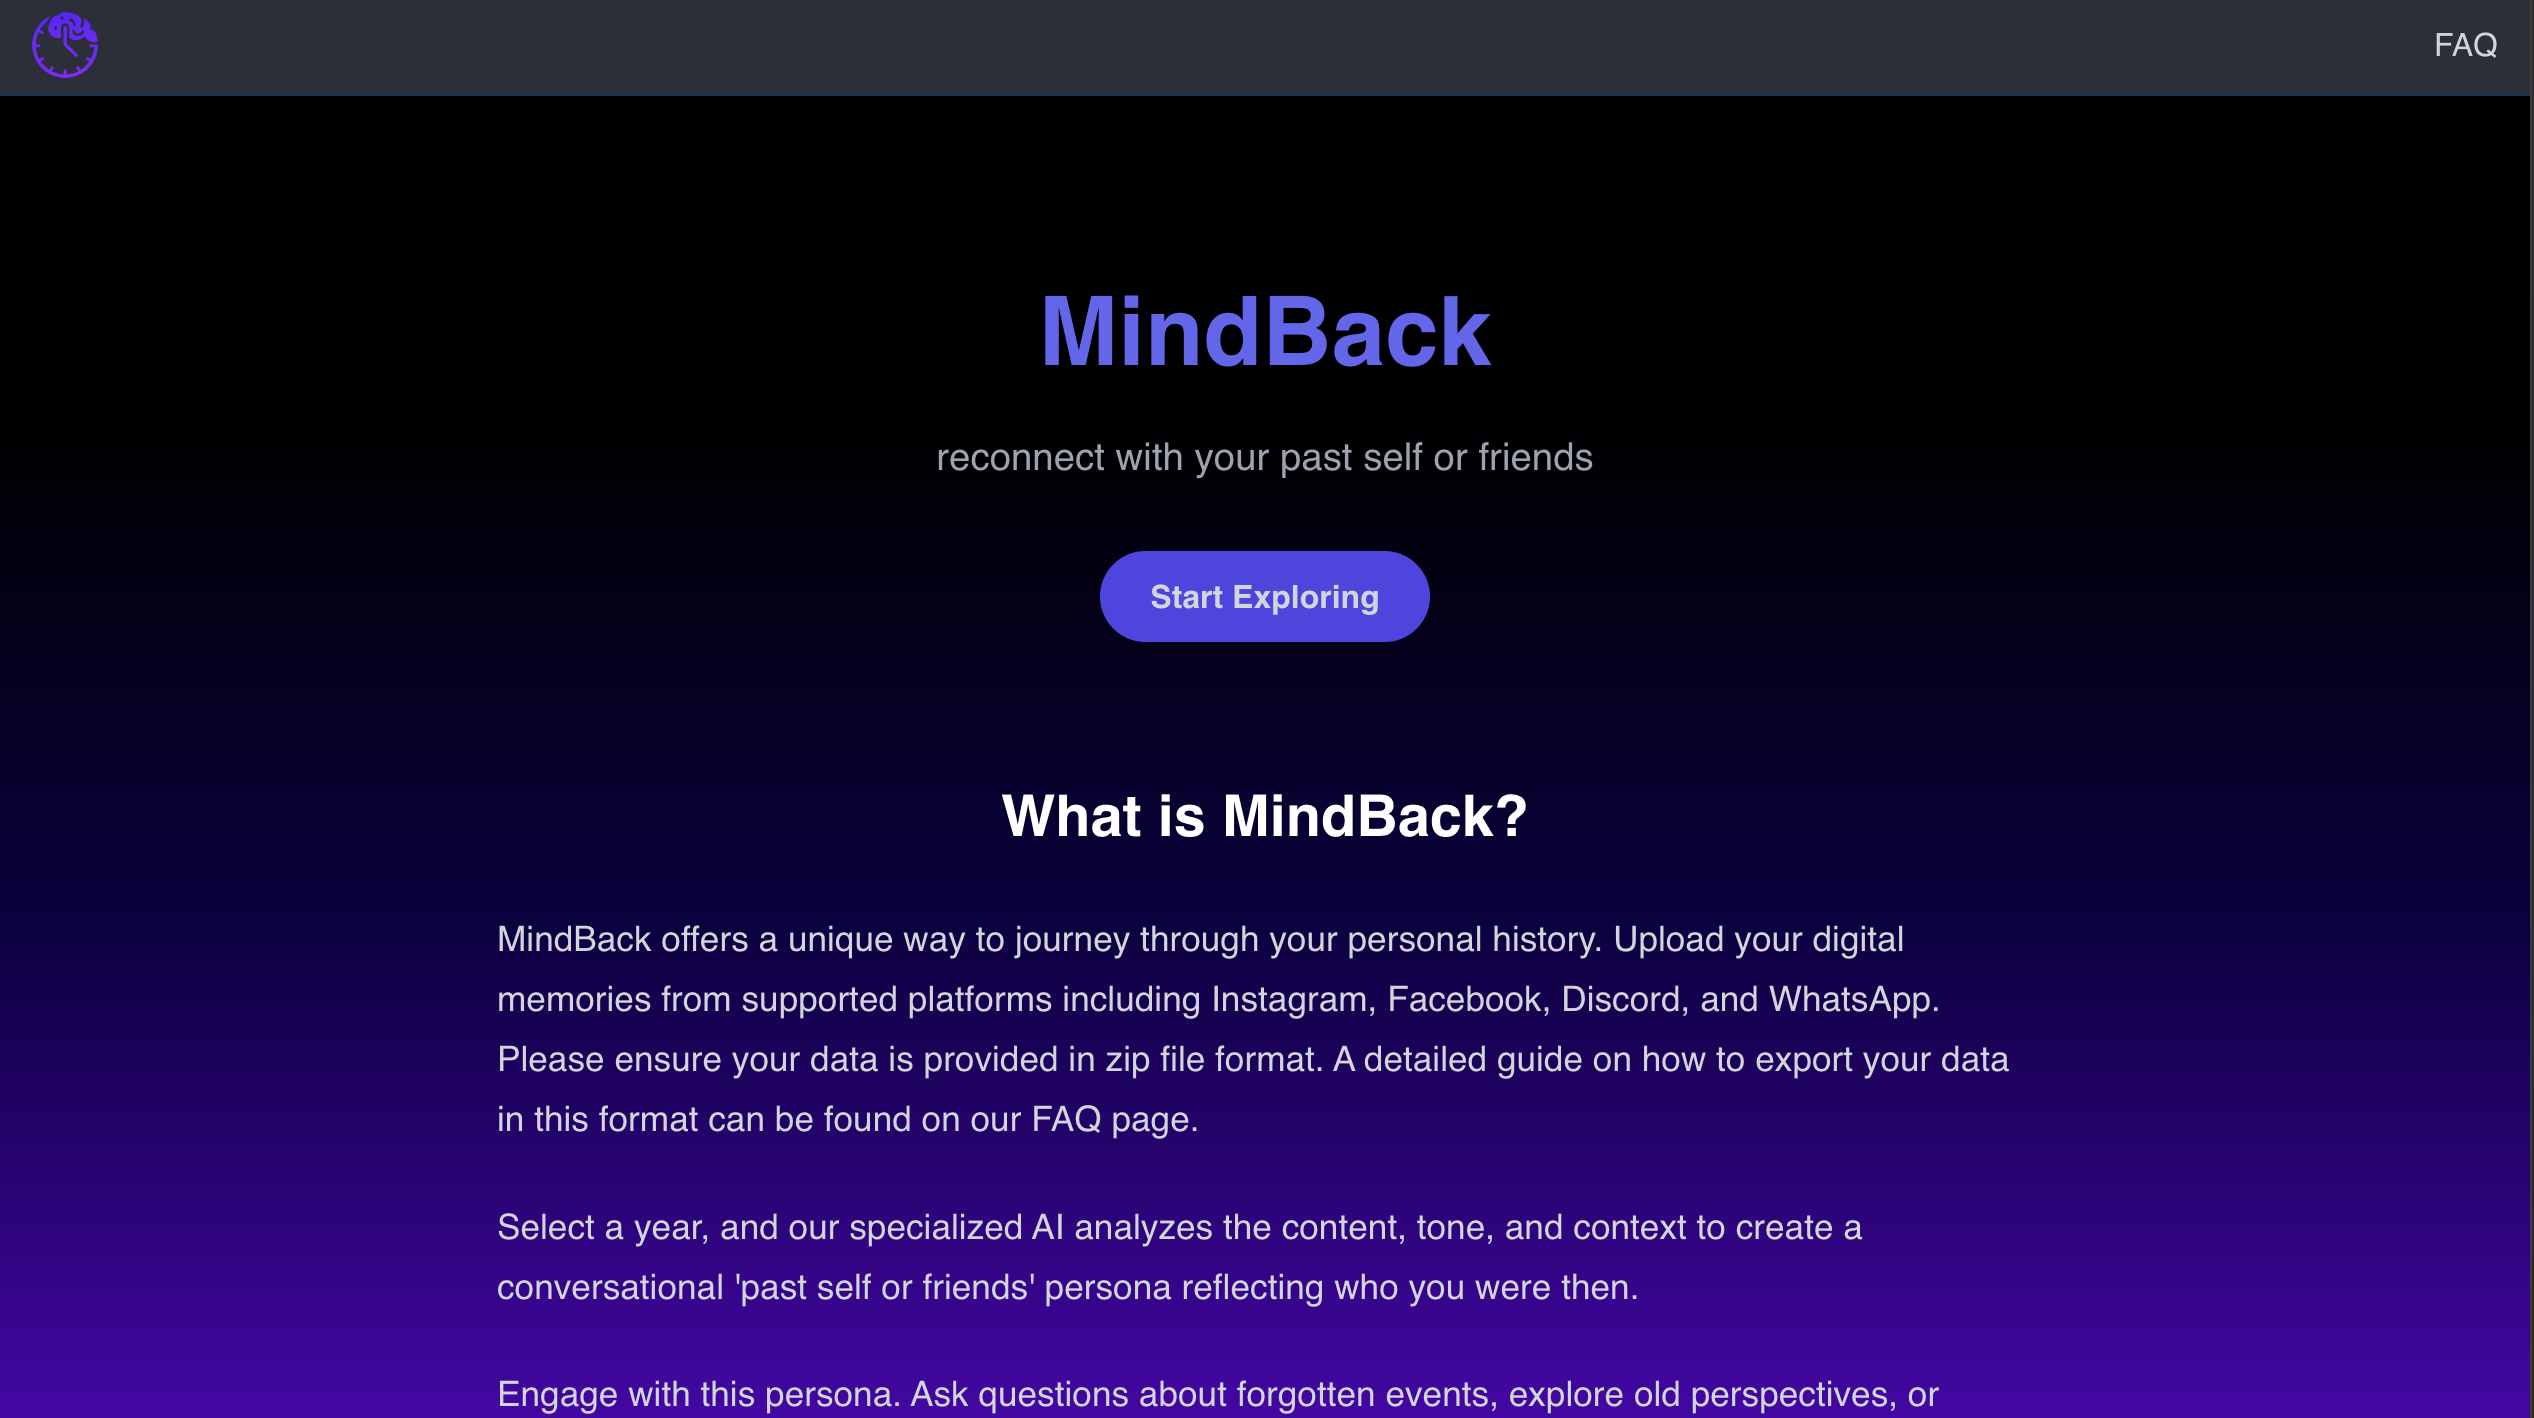 FAQ
MindBack
reconnect with your past self or friends
Start Exploring
What is MindBack?
MindBack offers a unique way to journey through your personal history. Upload your digital
memories from supported platforms including Instagram, Facebook, Discord, and WhatsApp.
Please ensure your data is provided in zip file format. A detailed guide on how to export your data
in this format can be found on our FAQ page.
Select a year, and our specialized AI analyzes the content, tone, and context to create a
conversational 'past self or friends' persona reflecting who you were then.
Engage with this persona. Ask questions about forgotten events, explore old perspectives, or